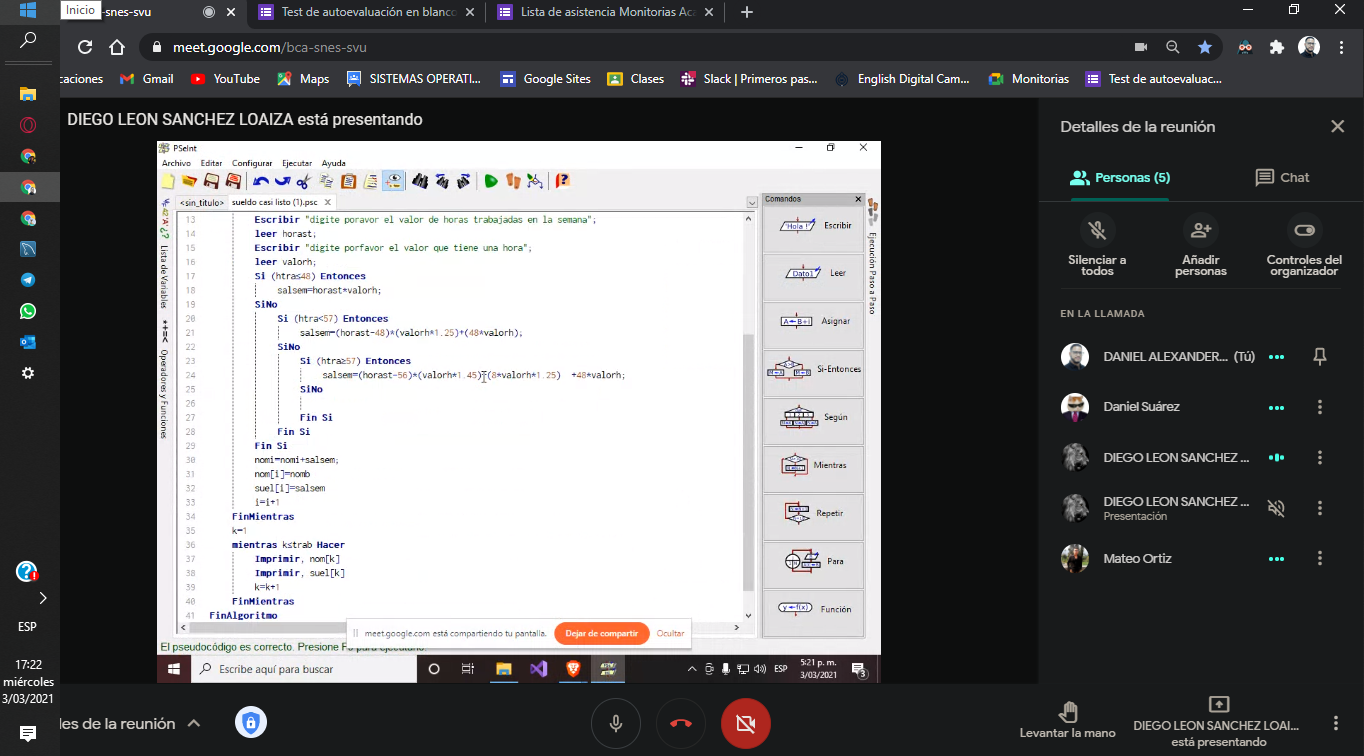 Inicio
-snes-svu
Test de autoevaluación en blanco
Lista de asistencia Monitorias Aca
meet.google.com/bca-snes-svu
caciones
Gmail
YouTube
Maps
SISTEMAS OPERATI...
Google Sites
Clases
Slack | Primeros pas...
English Digital Cam...
Monitorias
Test de autoevaluac...
DIEGO LEON SANCHEZ LOAIZA está presentando
PSeInt
Archivo Editar Configurar Ejecutar Ayuda
<sin_titulo> sueldo casi listo (1).psc
Lista de Variables
Operadores y Funciones
13 Escribir "digite poravor el valor de horas trabajadas en la semana";
14 leer horast;
15 Escribir "digite porfavor el valor que tiene una hora";
16 leer valorh;
17 Si (htra≤48) Entonces
18 salsem=horast*valorh;
19 SiNo
20 Si (htra<57) Entonces
21 salsem=(horast-48)*(valorh*1.25)+(48*valorh);
22 SiNo
23 Si (htra≥57) Entonces
24 salsem=(horast-56)*(valorh*1.45)+(8*valorh*1.25) +48*valorh;
25 SiNo
26
27 Fin Si
28 Fin Si
29 Fin Si
30 nomi=nomi+salsem;
31 nom[i]=nomb
32 suel[i]=salsem
33 i=i+1
34 FinMientras
35 k=1
36 mientras k≤trab Hacer
37 Imprimir, nom[k]
38 Imprimir, suel[k]
39 k=k+1
40 FinMientras
41 FinAlgoritmo
Comandos
'Hola !' Escribir
Dato1 Leer
A←B+1 Asignar
Si-Entonces
Según
Mientras
Repetir
Para
y←f(x) Función
Ejecución Paso a Paso
meet.google.com está compartiendo tu pantalla.
Dejar de compartir
Ocultar
El pseudocódigo es correcto. Presione F9 para ejecutarlo.
Escribe aquí para buscar
ESP
5:21 p. m.
3/03/2021
3
Detalles de la reunión
Personas (5)
Chat
Silenciar a
todos
Añadir
personas
Controles del
organizador
EN LA LLAMADA
DANIEL ALEXANDER... (Tú)
Daniel Suárez
DIEGO LEON SANCHEZ ...
DIEGO LEON SANCHEZ ...
Presentación
Mateo Ortiz
ESP
17:22
miércoles
3/03/2021
les de la reunión
Levantar la mano
DIEGO LEON SANCHEZ LOAI...
está presentando